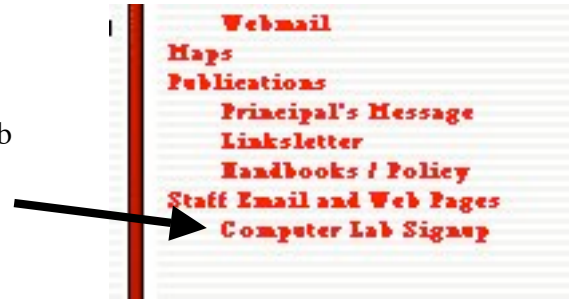 Webmail
Maps
Publications
Principal's Message
Linksletter
Handbooks / Policy
b
Staff Email and Web Pages
Computer Lab Signup